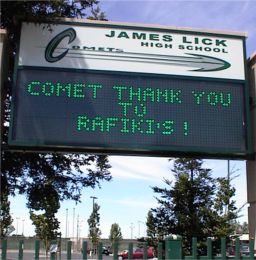 JAMES LICK
HIGH SCHOOL
COMETS
COMET THANK YOU
TO
RAFIKI'S!